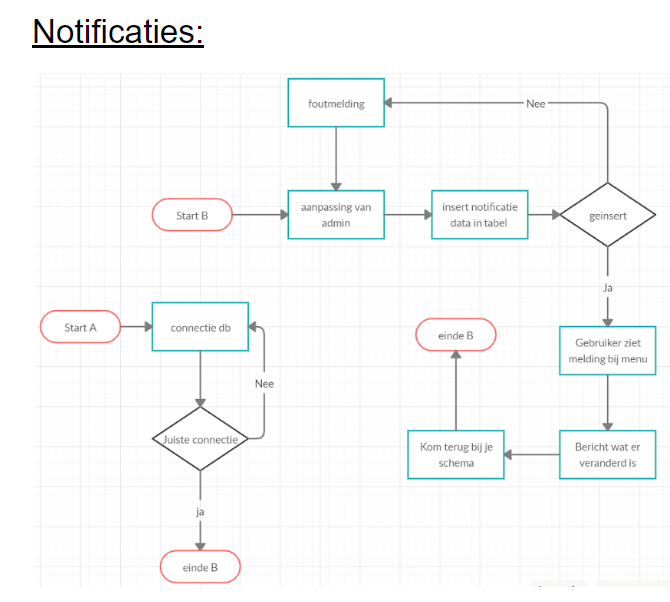 Notificaties:
foutmelding
Nee
Start B
aanpassing van
admin
insert notificatie
data in tabel
geinsert
Ja
Start A
connectie db
einde B
Gebruiker ziet
melding bij menu
Nee
Juiste connectie
Kom terug bij je
schema
Bericht wat er
veranderd is
ja
einde B